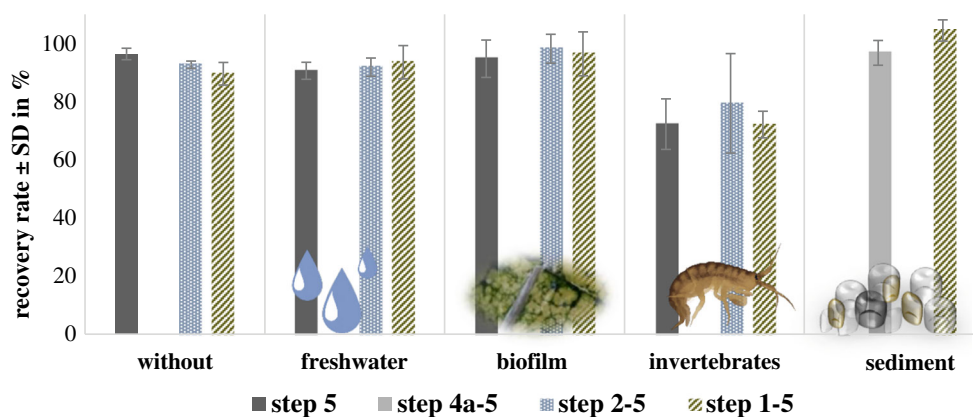 recovery rate ± SD in %
100
80
60
40
20
0
without freshwater biofilm invertebrates sediment
step 5 step 4a-5 step 2-5 step 1-5